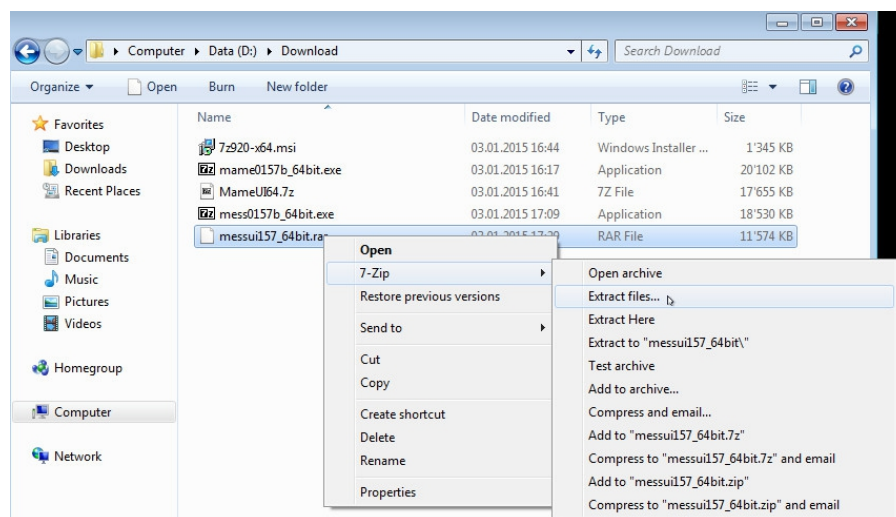 Computer ▸ Data (D:) ▸ Download
Search Download
Organize
Open
Burn
New folder
Favorites
Desktop
Downloads
Recent Places
Libraries
Documents
Music
Pictures
Videos
Homegroup
Computer
Network
Name Date modified Type Size
7z920-x64.msi 03.01.2015 16:44 Windows Installer ... 1'345 KB
mame0157b_64bit.exe 03.01.2015 16:17 Application 20'102 KB
MameUI64.7z 03.01.2015 16:41 7Z File 17'655 KB
mess0157b_64bit.exe 03.01.2015 17:09 Application 18'530 KB
messui157_64bit.rar RAR File 11'574 KB
Open
7-Zip
Restore previous versions
Send to
Cut
Copy
Create shortcut
Delete
Rename
Properties
Open archive
Extract files...
Extract Here
Extract to "messui157_64bit\"
Test archive
Add to archive...
Compress and email...
Add to "messui157_64bit.7z"
Compress to "messui157_64bit.7z" and email
Add to "messui157_64bit.zip"
Compress to "messui157_64bit.zip" and email